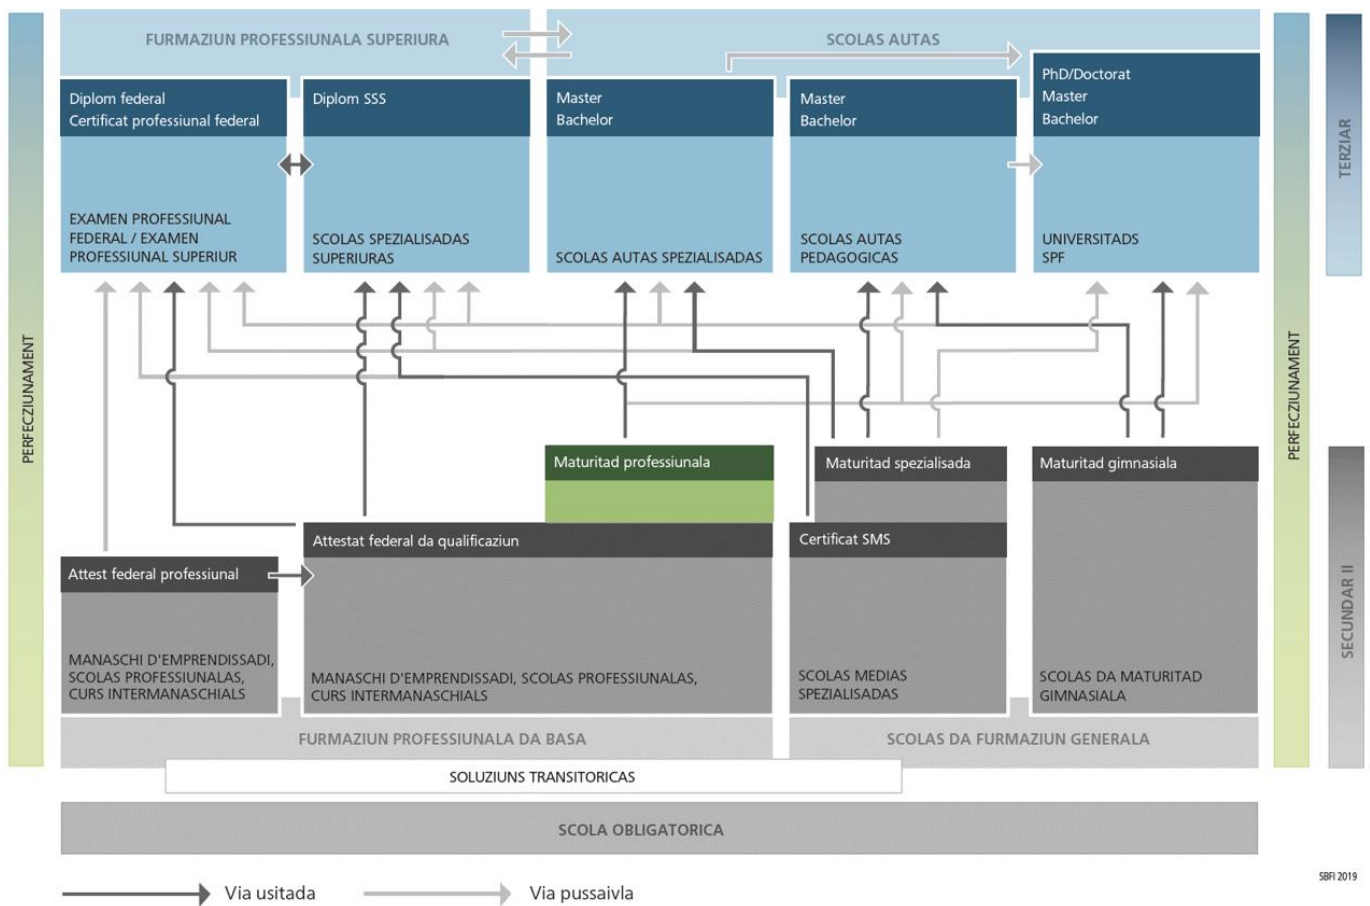 FURMAZIUN PROFESSIUNALA SUPERIURA
SCOLAS AUTAS
Diplom federal
Certificat professiunal federal
Diplom SSS
Master
Bachelor
Master
Bachelor
PhD/Doctorat
Master
Bachelor
EXAMEN PROFESSIUNAL
FEDERAL / EXAMEN
PROFESSIUNAL SUPERIUR
SCOLAS SPEZIALISADAS
SUPERIURAS
SCOLAS AUTAS SPEZIALISADAS
SCOLAS AUTAS
PEDAGOGICAS
UNIVERSITADS
SPF
PERFECZIUNAMENT
PERFECZIUNAMENT
TERZIAR
SECUNDAR II
Maturitad professiunala
Maturitad spezialisada
Maturitad gimnasiala
Attestat federal da qualificaziun
Certificat SMS
Attest federal professiunal
MANASCHI D'EMPRENDISSADI,
SCOLAS PROFESSIUNALAS,
CURS INTERMANASCHIALS
MANASCHI D'EMPRENDISSADI, SCOLAS PROFESSIUNALAS,
CURS INTERMANASCHIALS
SCOLAS MEDIAS
SPEZIALISADAS
SCOLAS DA MATURITAD
GIMNASIALA
FURMAZIUN PROFESSIUNALA DA BASA
SCOLAS DA FURMAZIUN GENERALA
SOLUZIUNS TRANSITORICAS
SCOLA OBLIGATORICA
SBFI 2019
Via usitada
Via pussaivla